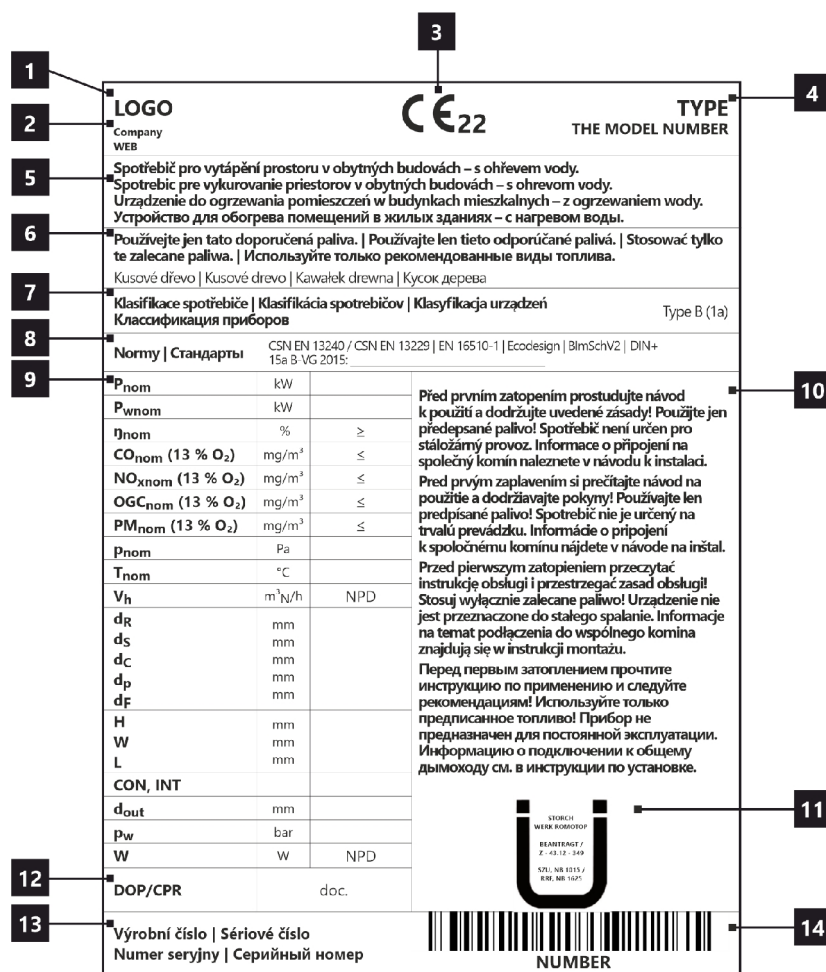 3
1
4
LOGO
CE22
TYPE
2
Company
THE MODEL NUMBER
WEB
5
Spotřebič pro vytápění prostoru v obytných budovách – s ohřevem vody.
Spotrebic pre vykurovanie priestorov v obytných budovách – s ohrevom vody.
Urządzenie do ogrzewania pomieszczeń w budynkach mieszkalnych – z ogrzewaniem wody.
Устройство для обогрева помещений в жилых зданиях – с нагревом воды.
6
Používejte jen tato doporučená paliva. | Používajte len tieto odporúčané palivá. | Stosować tylko
te zalecane paliwa. | Используйте только рекомендованные виды топлива.
Kusové dřevo | Kusové drevo | Kawałek drewna | Кусок дерева
7
Klasifikace spotřebiče | Klasifikácia spotrebičov | Klasyfikacja urządzeń
Классификация приборов
Type B (1a)
8
Normy | Стандарты
CSN EN 13240 / CSN EN 13229 | EN 16510-1 | Ecodesign | BImSchV2 | DIN+
15a B-VG 2015: ___________________________
9
Pnom kW
Pwnom kW
ηnom % ≥
COnom (13 % O₂) mg/m³ ≤
NOxnom (13 % O₂) mg/m³ ≤
OGCnom (13 % O₂) mg/m³ ≤
PMnom (13 % O₂) mg/m³ ≤
pnom Pa
Tnom °C
Vh m³N/h NPD
dR mm
dS mm
dC mm
dp mm
dF mm
H mm
W mm
L mm
CON, INT
dout mm
pw bar
W W NPD
10
Před prvním zatopením prostudujte návod
k použití a dodržujte uvedené zásady! Použijte jen
předepsané palivo! Spotřebič není určen pro
stáložárný provoz. Informace o připojení na
společný komín naleznete v návodu k instalaci.
Pred prvým zaplavením si prečítajte návod na
použitie a dodržiavajte pokyny! Používajte len
predpísané palivo! Spotrebič nie je určený na
trvalú prevádzku. Informácie o pripojení
k spoločnému komínu nájdete v návode na inštal.
Przed pierwszym zatopieniem przeczytać
instrukcję obsługi i przestrzegać zasad obsługi!
Stosuj wyłącznie zalecane paliwo! Urządzenie nie
jest przeznaczone do stałego spalanie. Informacje
na temat podłączenia do wspólnego komina
znajdują się w instrukcji montażu.
Перед первым затоплением прочтите
инструкцию по применению и следуйте
рекомендациям! Используйте только
предписанное топливо! Прибор не
предназначен для постоянной эксплуатации.
Информацию о подключении к общему
дымоходу см. в инструкции по установке.
11
STORCH
WERK ROMOTOP
BEANTRAGT /
Z - 43.12 - 349
SZU, NB 1015 /
RRF, NB 1625
12
DOP/CPR doc.
13
Výrobní číslo | Sériové číslo
Numer seryjny | Серийный номер
14
NUMBER